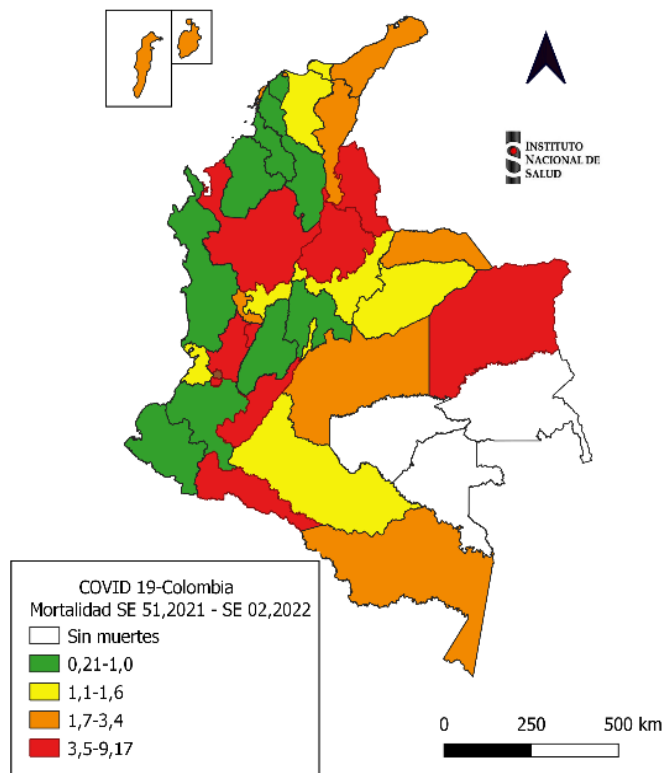 INSTITUTO
NACIONAL DE
SALUD
COVID 19-Colombia
Mortalidad SE 51,2021 - SE 02,2022
Sin muertes
0,21-1,0
1,1-1,6
1,7-3,4
3,5-9,17
0 250 500 km